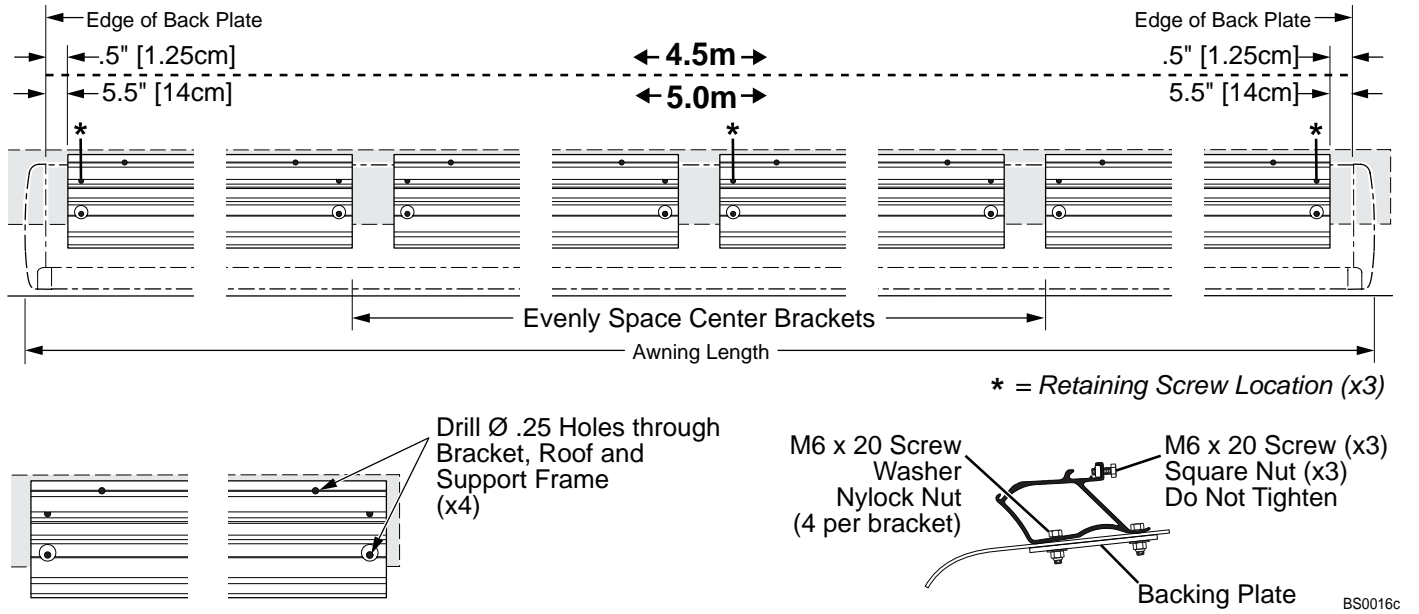 Edge of Back Plate
Edge of Back Plate
.5" [1.25cm]
4.5m
.5" [1.25cm]
5.5" [14cm]
5.0m
5.5" [14cm]
*
*
*
Evenly Space Center Brackets
Awning Length
* = Retaining Screw Location (x3)
Drill Ø .25 Holes through
Bracket, Roof and
Support Frame
(x4)
M6 x 20 Screw
Washer
Nylock Nut
(4 per bracket)
M6 x 20 Screw (x3)
Square Nut (x3)
Do Not Tighten
Backing Plate
BS0016c